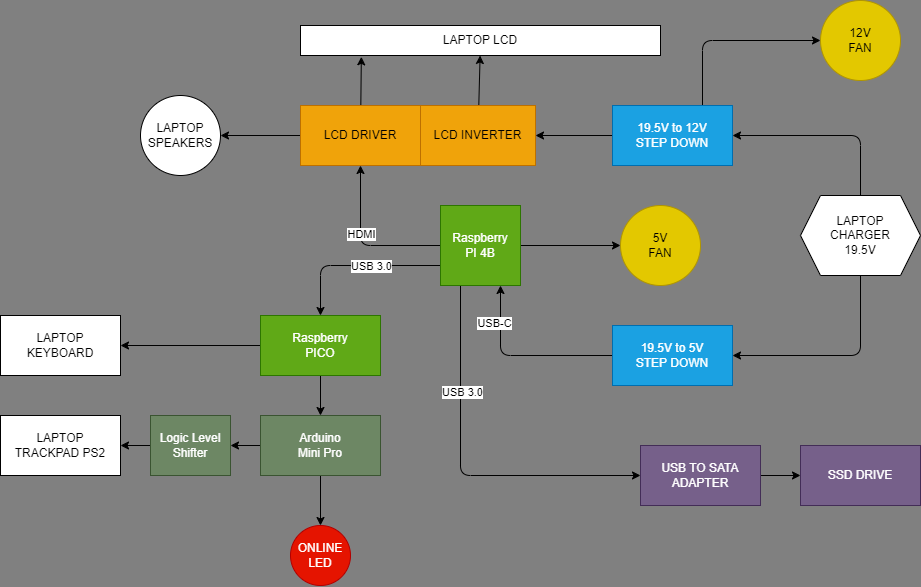 LAPTOP LCD
12V
FAN
LAPTOP
SPEAKERS
LCD DRIVER
LCD INVERTER
19.5V to 12V
STEP DOWN
LAPTOP
CHARGER
19.5V
HDMI
Raspberry
PI 4B
5V
FAN
USB 3.0
USB-C
LAPTOP
KEYBOARD
Raspberry
PICO
19.5V to 5V
STEP DOWN
USB 3.0
LAPTOP
TRACKPAD PS2
Logic Level
Shifter
Arduino
Mini Pro
USB TO SATA
ADAPTER
SSD DRIVE
ONLINE
LED